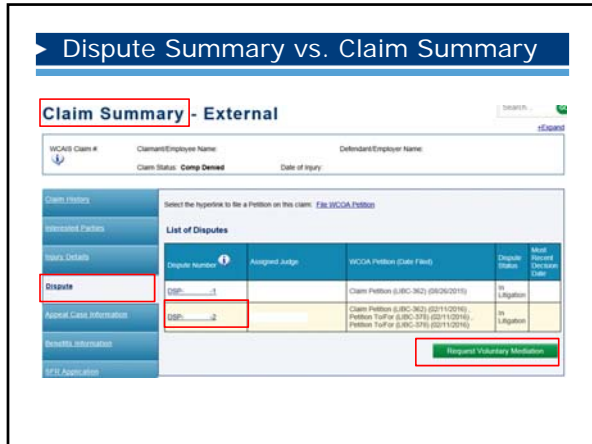 Dispute Summary vs. Claim Summary
Claim Summary - External
Search...
+Expand
WCAIS Claim #: Claimant/Employee Name: Defendant/Employer Name:
Claim Status: Comp Denied Date of Injury:
Claim History
Interested Parties
Injury Details
Dispute
Appeal Case Information
Benefits Information
SFR Application
Select the hyperlink to file a Petition on this claim: File WCOA Petition
List of Disputes
Dispute Number Assigned Judge WCOA Petition (Date Filed) Dispute Status Most Recent Decision Date
DSP- -1 Claim Petition (LIBC-362) (08/26/2015) In Litigation
DSP- -2 Claim Petition (LIBC-362) (02/11/2016) , In Litigation
Petition To/For (LIBC-378) (02/11/2016) ,
Petition To/For (LIBC-378) (02/11/2016)
Request Voluntary Mediation